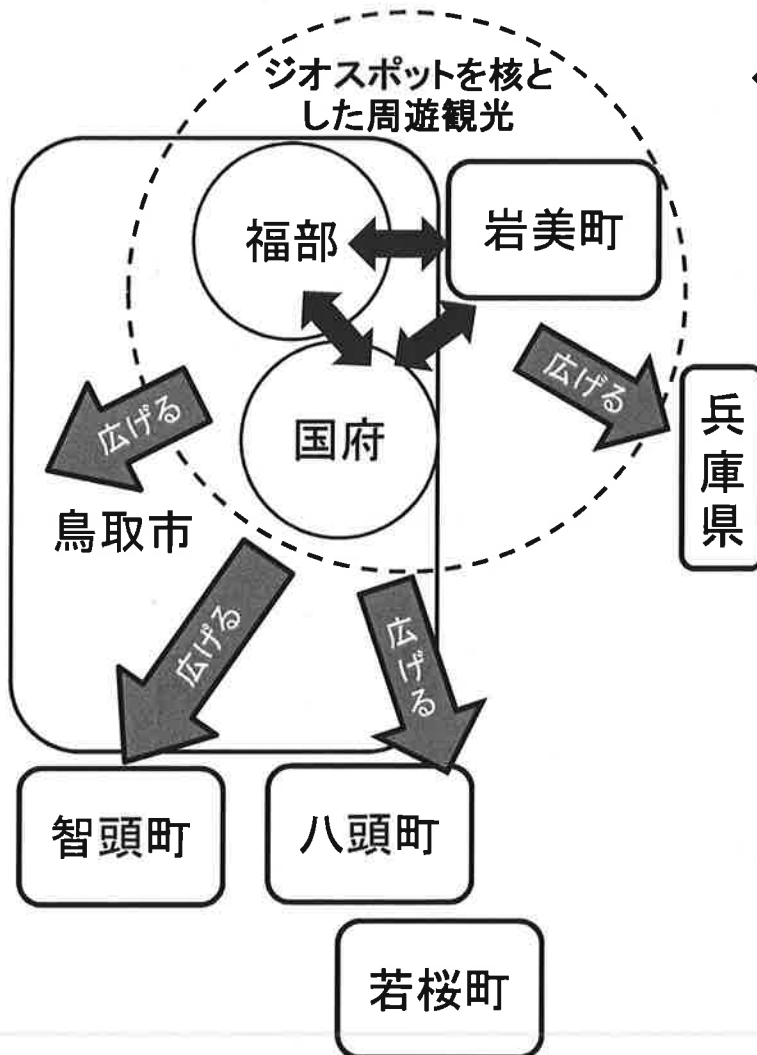 ジオスポットを核と
した周遊観光
福部
岩美町
広げる
広げる
国府
兵庫県
鳥取市
広げる
広げる
智頭町
八頭町
若桜町